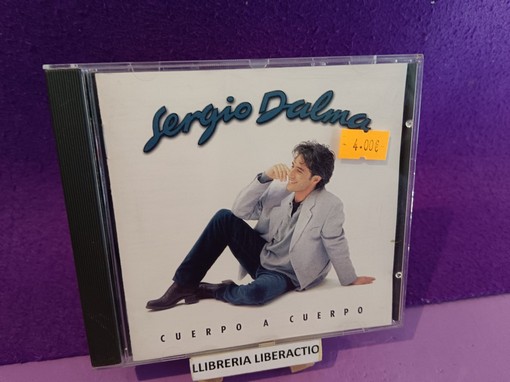 Sergio Dalma
- 4.00€
CUERPO A CUERPO
LLIBRERIA LIBERACTIO